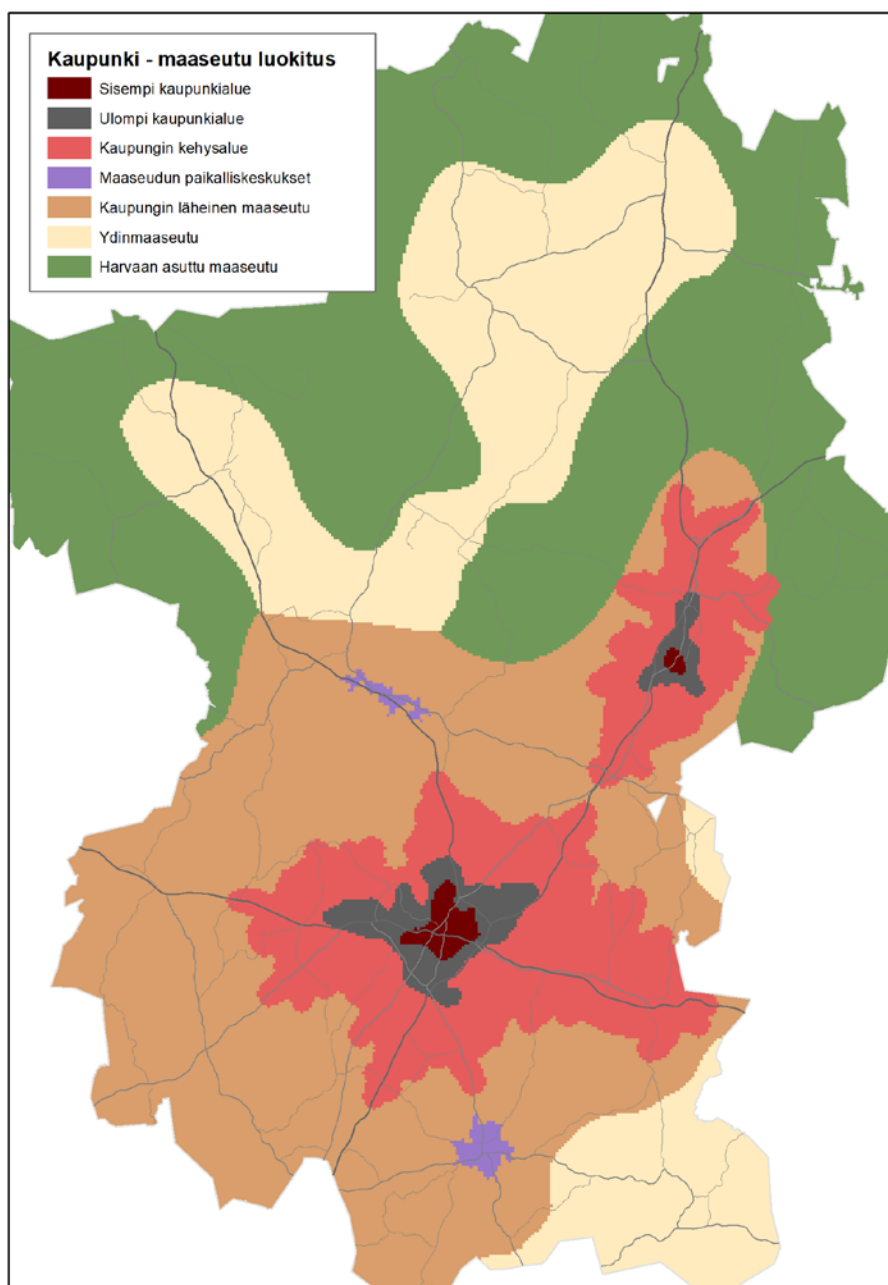 Kaupunki - maaseutu luokitus
Sisempi kaupunkialue
Ulompi kaupunkialue
Kaupungin kehysalue
Maaseudun paikalliskeskukset
Kaupungin läheinen maaseutu
Ydinmaaseutu
Harvaan asuttu maaseutu